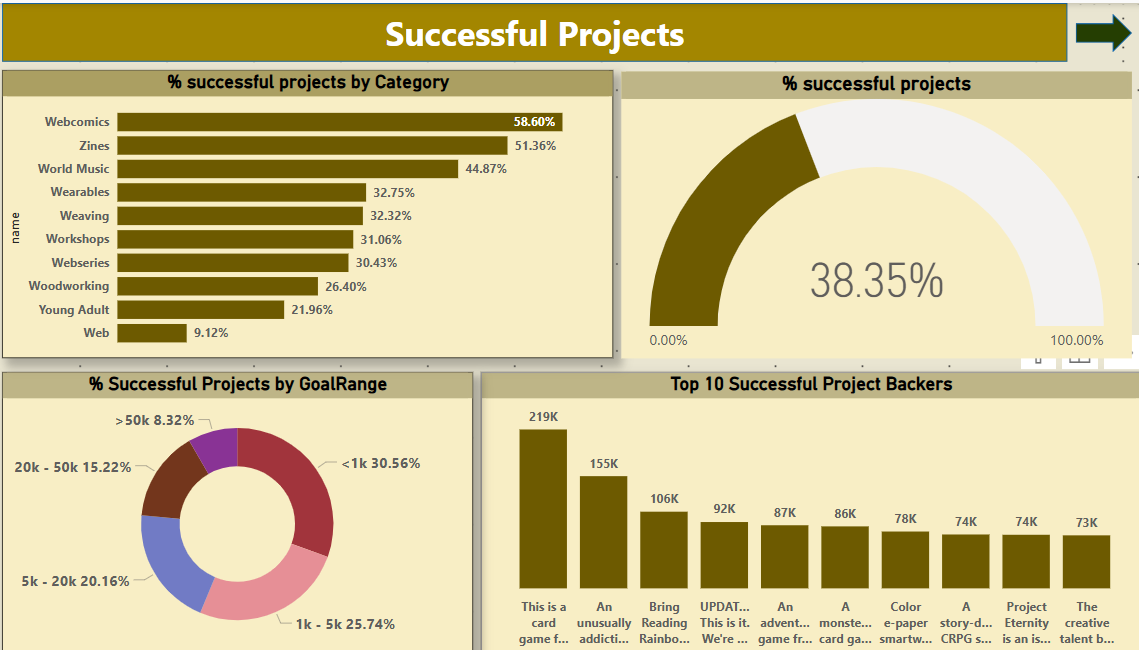 Successful Projects
% successful projects by Category
name
Webcomics 58.60%
Zines 51.36%
World Music 44.87%
Wearables 32.75%
Weaving 32.32%
Workshops 31.06%
Webseries 30.43%
Woodworking 26.40%
Young Adult 21.96%
Web 9.12%
% successful projects
38.35%
0.00% 100.00%
% Successful Projects by GoalRange
>50k 8.32%
<1k 30.56%
20k - 50k 15.22%
5k - 20k 20.16%
1k - 5k 25.74%
Top 10 Successful Project Backers
219K
155K
106K
92K
87K
86K
78K
74K
74K
73K
This is a
card
game f...
An
unusually
addicti...
Bring
Reading
Rainbo...
UPDAT...
This is it.
We're ...
An
advent...
game fr...
A
monste...
card ga...
Color
e-paper
smartw...
A
story-d...
CRPG s...
Project
Eternity
is an is...
The
creative
talent b...